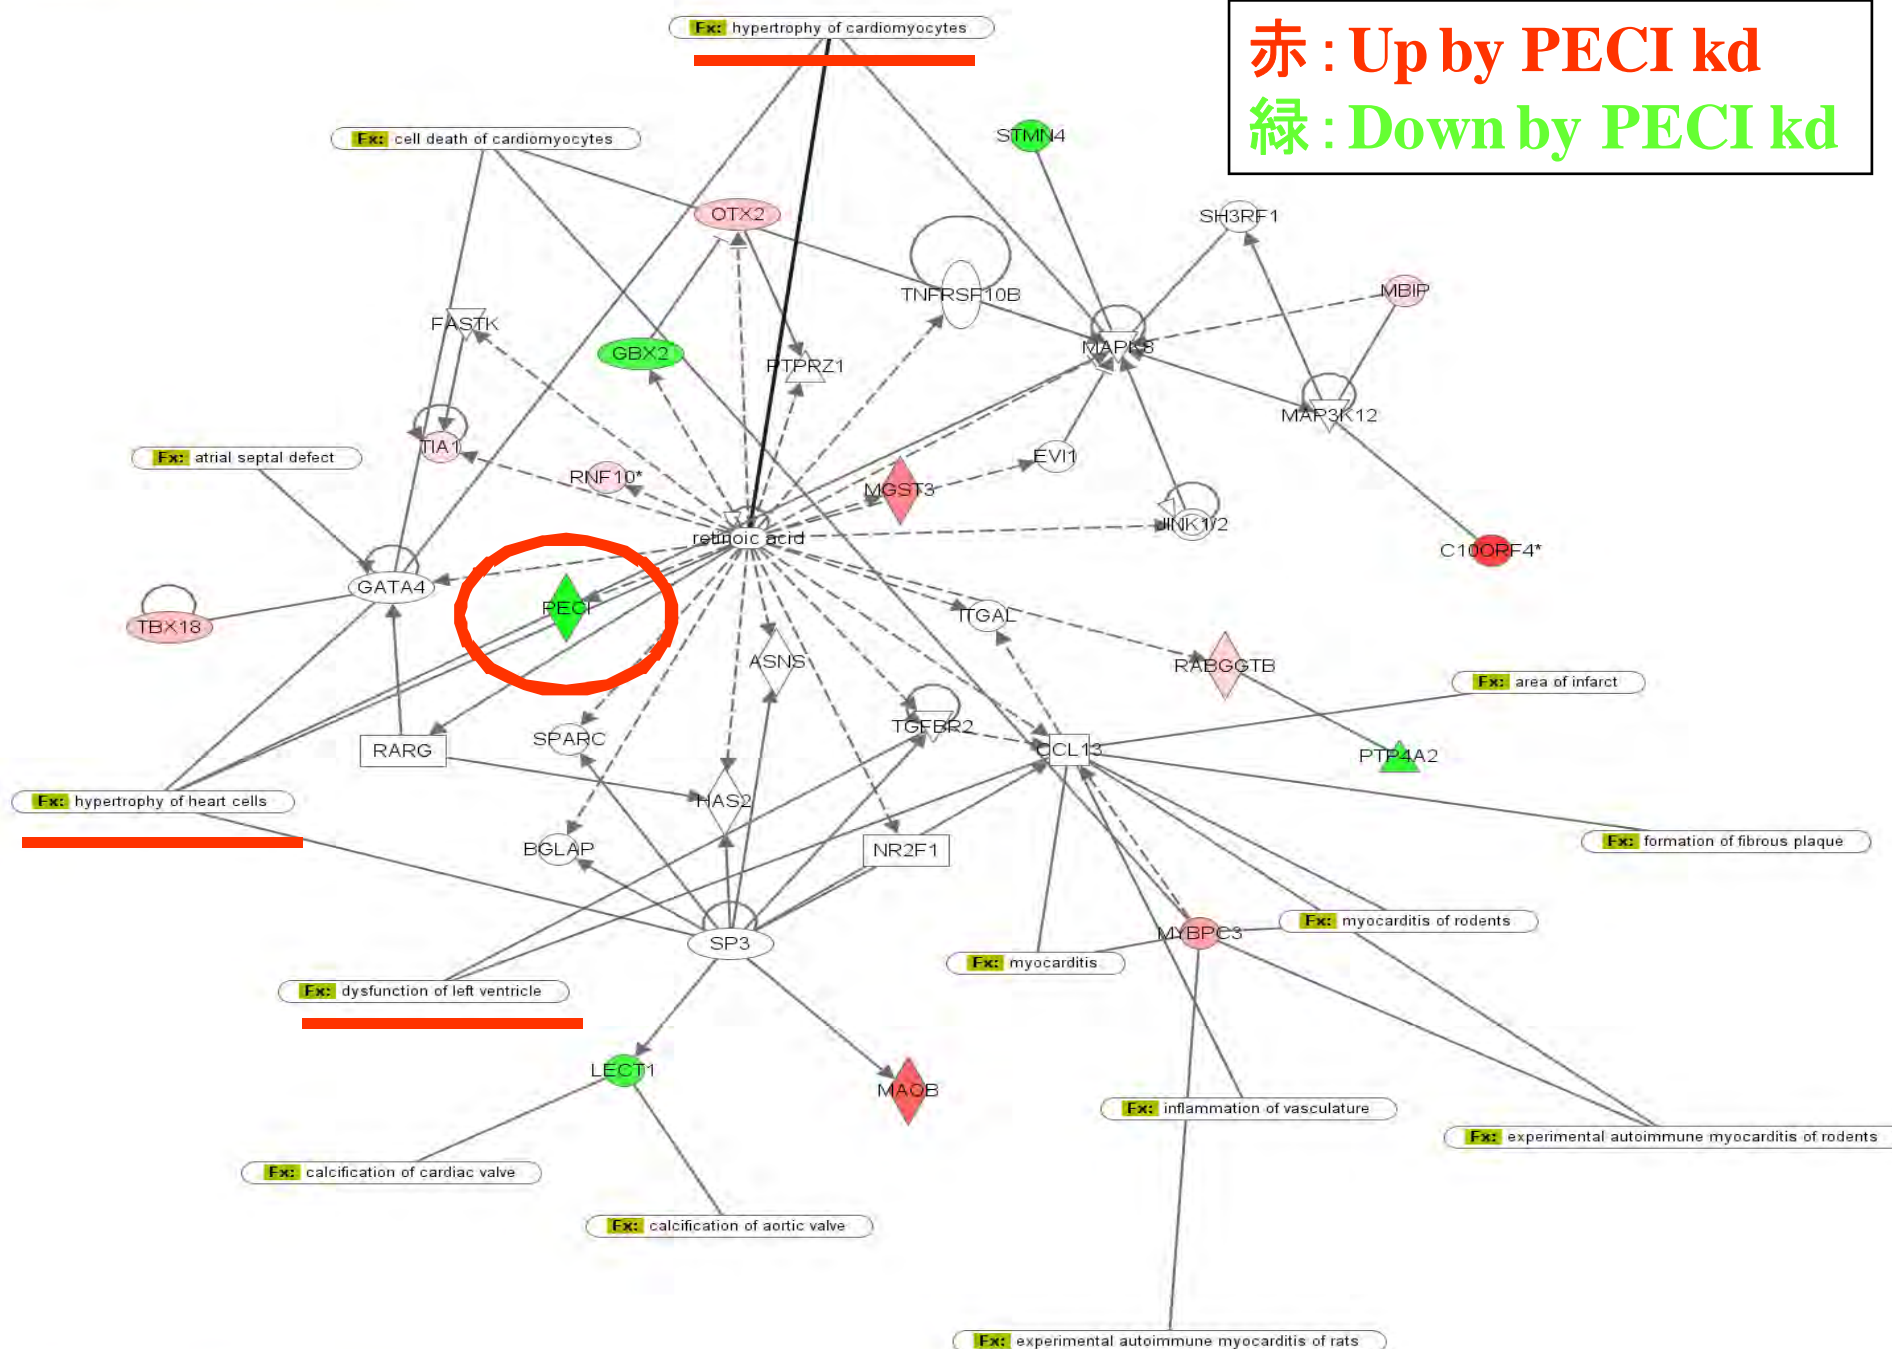 Fx: hypertrophy of cardiomyocytes
赤:Up by PECI kd
緑:Down by PECI kd
Fx: cell death of cardiomyocytes
STMN4
OTX2
SH3RF1
TNFRSF10B
MBIP
FASTK
GBX2
PTPRZ1
MAPK8
MAP3K12
TIA1
Fx: atrial septal defect
RNF10*
EVI1
MGST3
JINK1/2
retinoic acid
C10ORF4*
GATA4
PECI
ITGAL
TBX18
ASNS
RABGGTB
Fx: area of infarct
TGFBR2
SPARC
RARG
CCL13
PTP4A2
Fx: hypertrophy of heart cells
HAS2
Fx: formation of fibrous plaque
BGLAP
NR2F1
Fx: myocarditis of rodents
MYBPC3
SP3
Fx: myocarditis
Fx: dysfunction of left ventricle
LECT1
MAOB
Fx: inflammation of vasculature
Fx: experimental autoimmune myocarditis of rodents
Fx: calcification of cardiac valve
Fx: calcification of aortic valve
Fx: experimental autoimmune myocarditis of rats